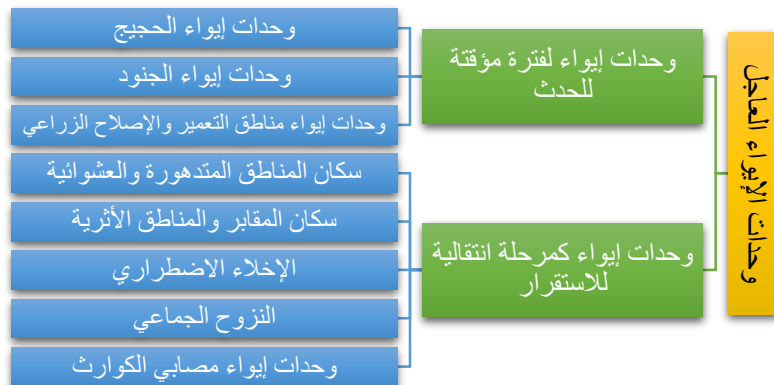 وحدات الإيواء العاجل
وحدات إيواء لفترة مؤقتة
للحدث
وحدات إيواء الحجيج
وحدات إيواء الجنود
وحدات إيواء مناطق التعمير والإصلاح الزراعي
وحدات إيواء كمرحلة انتقالية
للاستقرار
سكان المناطق المتدهورة والعشوائية
سكان المقابر والمناطق الأثرية
الإخلاء الاضطراري
النزوح الجماعي
وحدات إيواء مصابي الكوارث